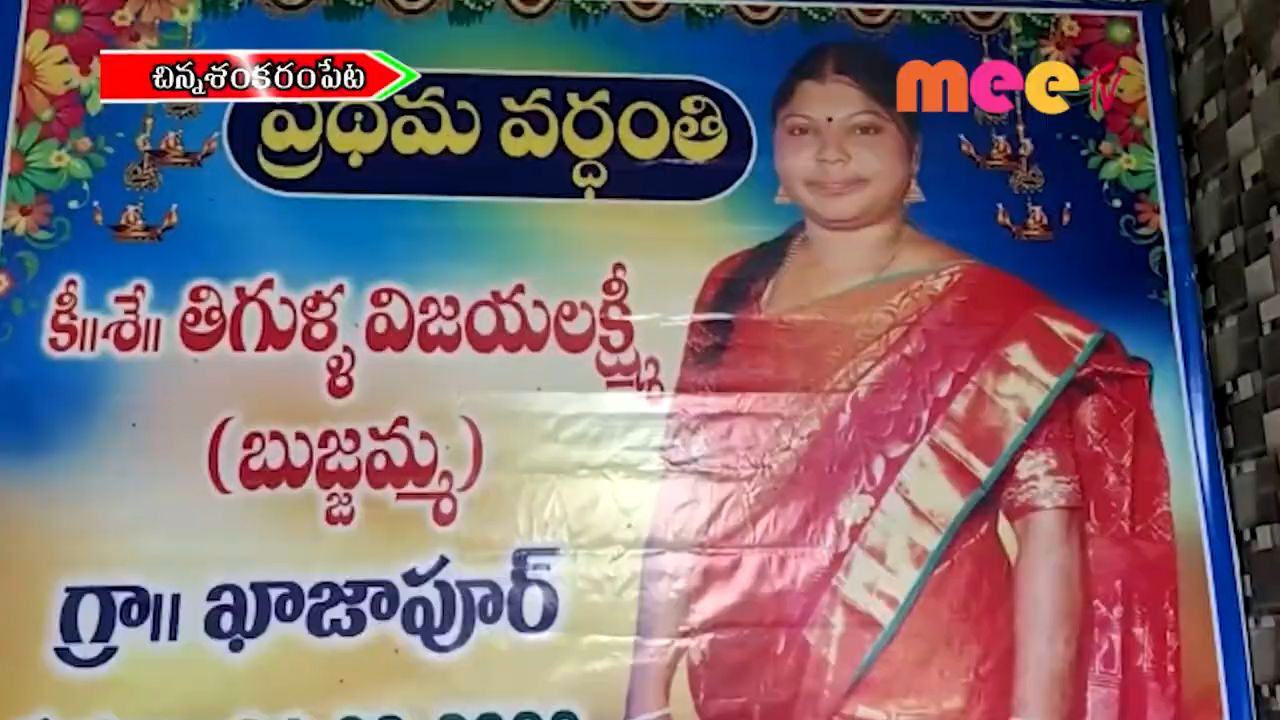 చిన్నశంకరంపేట
meeTV
ప్రథమ వర్ధంతి
కీ॥శే॥ తిగుళ్ళ విజయలక్ష్మి
(బుజ్జమ్మ)
గ్రా॥ ఖాజాపూర్